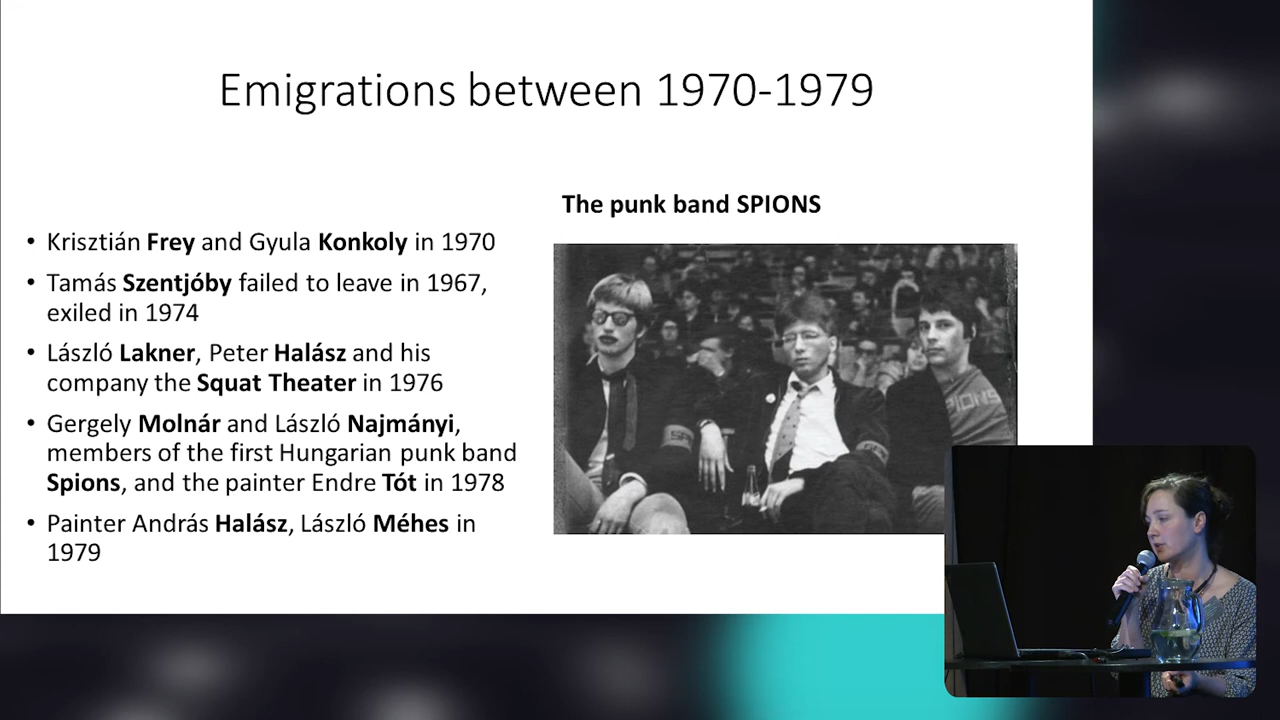 Emigrations between 1970-1979
• Krisztián Frey and Gyula Konkoly in 1970
• Tamás Szentjóby failed to leave in 1967,
exiled in 1974
• László Lakner, Peter Halász and his
company the Squat Theater in 1976
• Gergely Molnár and László Najmányi,
members of the first Hungarian punk band
Spions, and the painter Endre Tót in 1978
• Painter András Halász, László Méhes in
1979
The punk band SPIONS
SPIONS